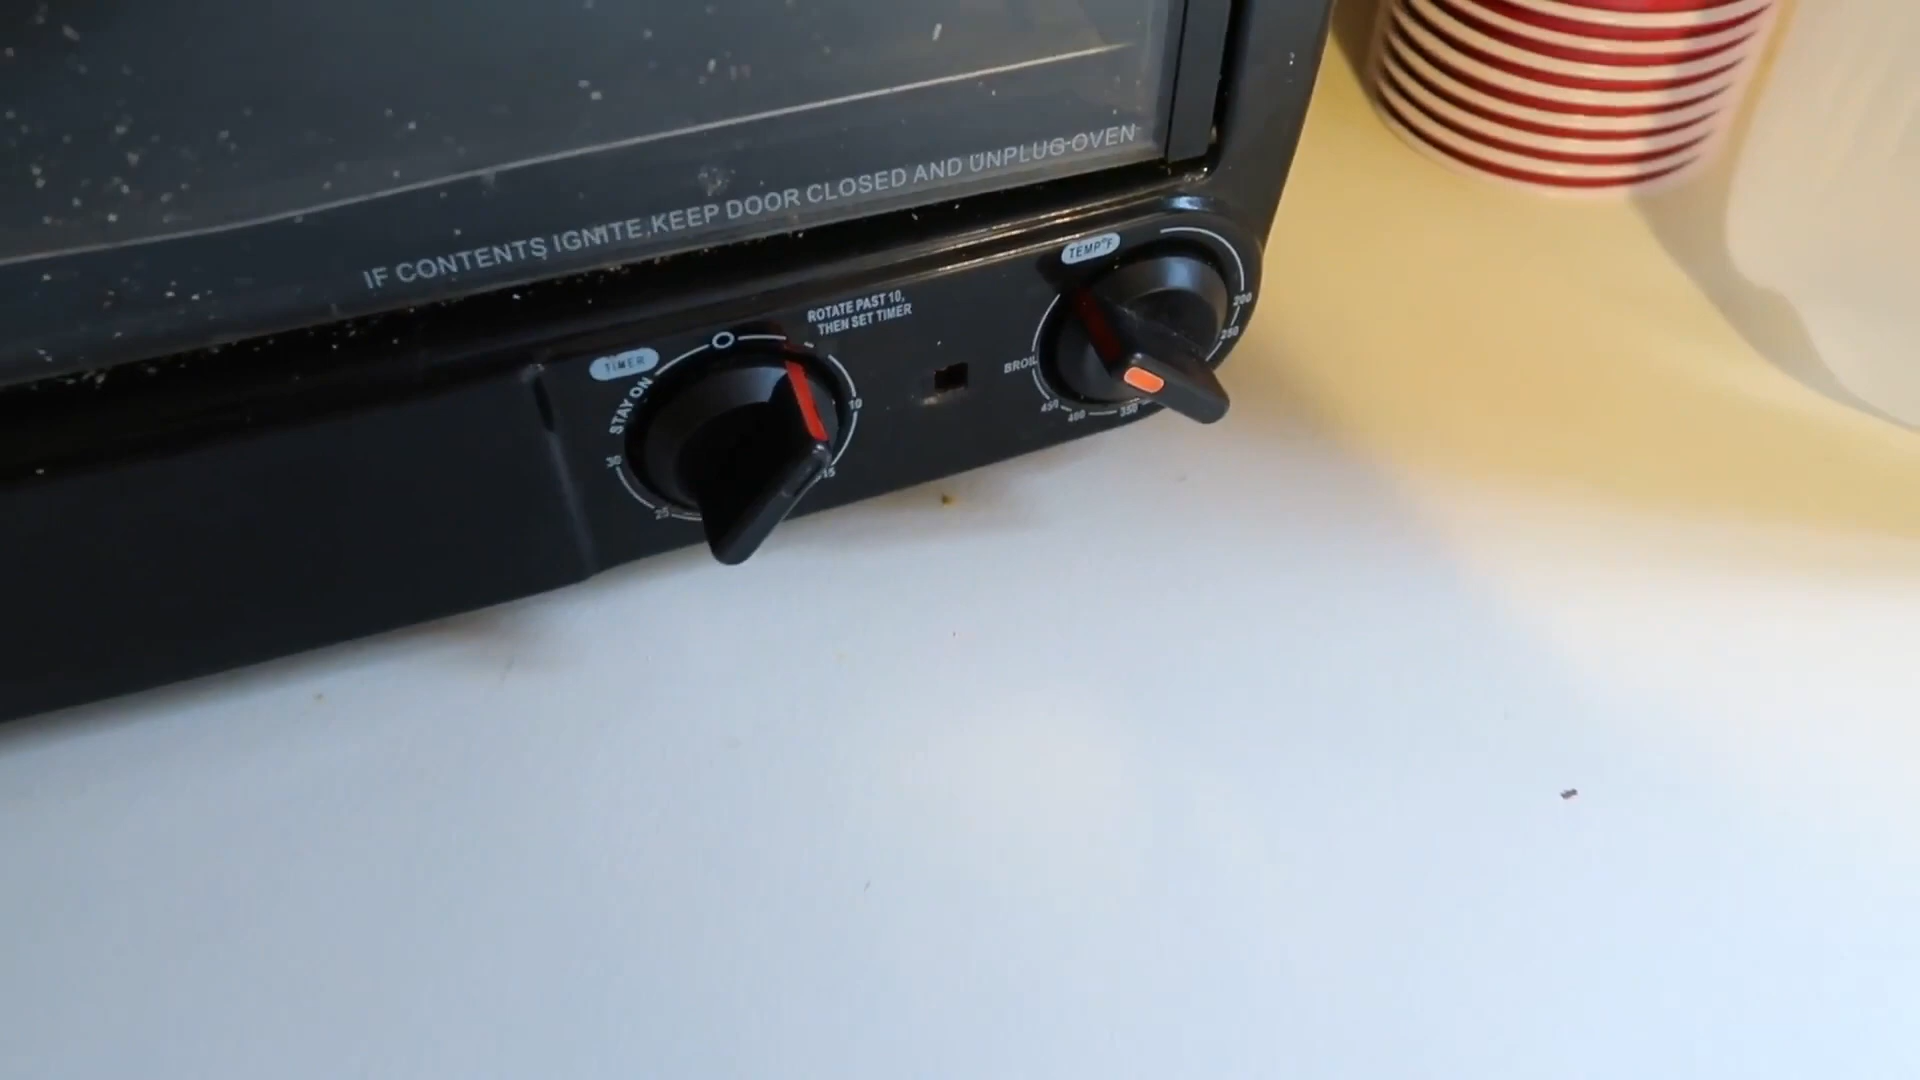 IF CONTENTS IGNITE,KEEP DOOR CLOSED AND UNPLUG OVEN
TEMP°F
ROTATE PAST 10,
THEN SET TIMER
TIMER
STAY ON
10
15
25
30
200
250
350
400
450
BROIL